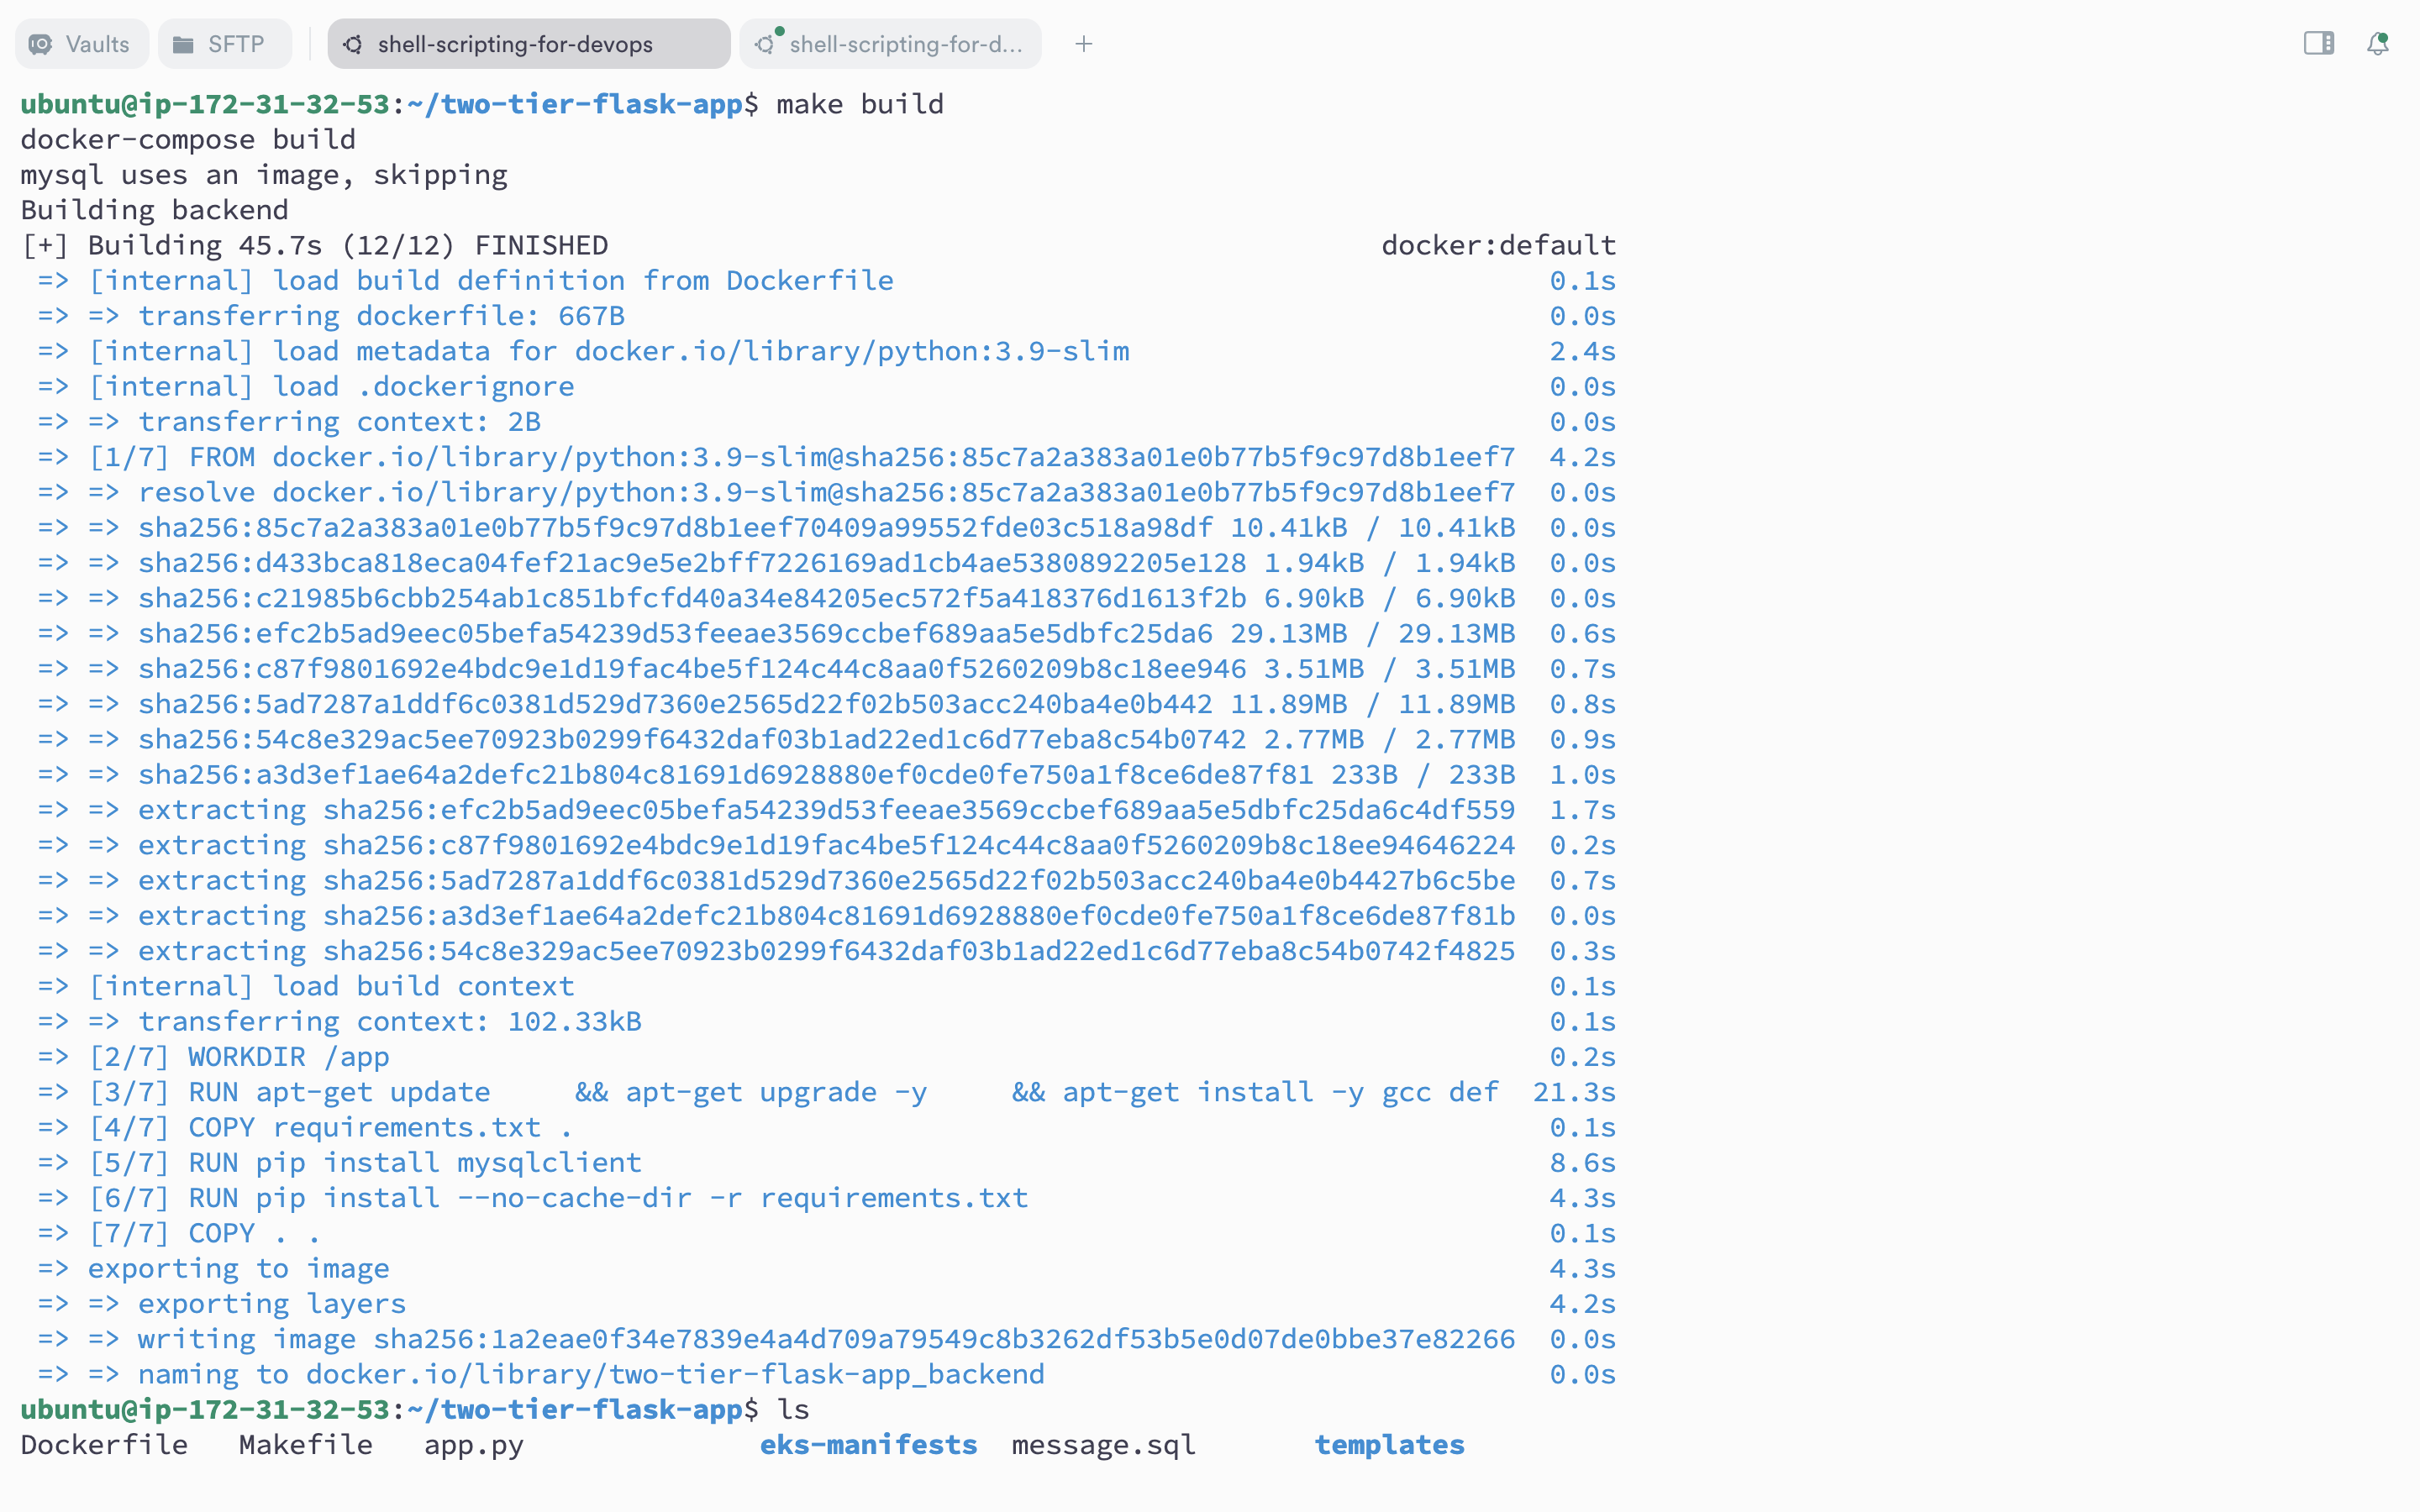 Vaults SFTP shell-scripting-for-devops shell-scripting-for-d... +
ubuntu@ip-172-31-32-53:~/two-tier-flask-app$ make build
docker-compose build
mysql uses an image, skipping
Building backend
[+] Building 45.7s (12/12) FINISHED docker:default
=> [internal] load build definition from Dockerfile 0.1s
=> => transferring dockerfile: 667B 0.0s
=> [internal] load metadata for docker.io/library/python:3.9-slim 2.4s
=> [internal] load .dockerignore 0.0s
=> => transferring context: 2B 0.0s
=> [1/7] FROM docker.io/library/python:3.9-slim@sha256:85c7a2a383a01e0b77b5f9c97d8b1eef7 4.2s
=> => resolve docker.io/library/python:3.9-slim@sha256:85c7a2a383a01e0b77b5f9c97d8b1eef7 0.0s
=> => sha256:85c7a2a383a01e0b77b5f9c97d8b1eef70409a99552fde03c518a98df 10.41kB / 10.41kB 0.0s
=> => sha256:d433bca818eca04fef21ac9e5e2bff7226169ad1cb4ae5380892205e128 1.94kB / 1.94kB 0.0s
=> => sha256:c21985b6cbb254ab1c851bfcfd40a34e84205ec572f5a418376d1613f2b 6.90kB / 6.90kB 0.0s
=> => sha256:efc2b5ad9eec05befa54239d53feeae3569ccbef689aa5e5dbfc25da6 29.13MB / 29.13MB 0.6s
=> => sha256:c87f9801692e4bdc9e1d19fac4be5f124c44c8aa0f5260209b8c18ee946 3.51MB / 3.51MB 0.7s
=> => sha256:5ad7287a1ddf6c0381d529d7360e2565d22f02b503acc240ba4e0b442 11.89MB / 11.89MB 0.8s
=> => sha256:54c8e329ac5ee70923b0299f6432daf03b1ad22ed1c6d77eba8c54b0742 2.77MB / 2.77MB 0.9s
=> => sha256:a3d3ef1ae64a2defc21b804c81691d6928880ef0cde0fe750a1f8ce6de87f81 233B / 233B 1.0s
=> => extracting sha256:efc2b5ad9eec05befa54239d53feeae3569ccbef689aa5e5dbfc25da6c4df559 1.7s
=> => extracting sha256:c87f9801692e4bdc9e1d19fac4be5f124c44c8aa0f5260209b8c18ee94646224 0.2s
=> => extracting sha256:5ad7287a1ddf6c0381d529d7360e2565d22f02b503acc240ba4e0b4427b6c5be 0.7s
=> => extracting sha256:a3d3ef1ae64a2defc21b804c81691d6928880ef0cde0fe750a1f8ce6de87f81b 0.0s
=> => extracting sha256:54c8e329ac5ee70923b0299f6432daf03b1ad22ed1c6d77eba8c54b0742f4825 0.3s
=> [internal] load build context 0.1s
=> => transferring context: 102.33kB 0.1s
=> [2/7] WORKDIR /app 0.2s
=> [3/7] RUN apt-get update && apt-get upgrade -y && apt-get install -y gcc def 21.3s
=> [4/7] COPY requirements.txt . 0.1s
=> [5/7] RUN pip install mysqlclient 8.6s
=> [6/7] RUN pip install --no-cache-dir -r requirements.txt 4.3s
=> [7/7] COPY . . 0.1s
=> exporting to image 4.3s
=> => exporting layers 4.2s
=> => writing image sha256:1a2eae0f34e7839e4a4d709a79549c8b3262df53b5e0d07de0bbe37e82266 0.0s
=> => naming to docker.io/library/two-tier-flask-app_backend 0.0s
ubuntu@ip-172-31-32-53:~/two-tier-flask-app$ ls
Dockerfile Makefile app.py eks-manifests message.sql templates